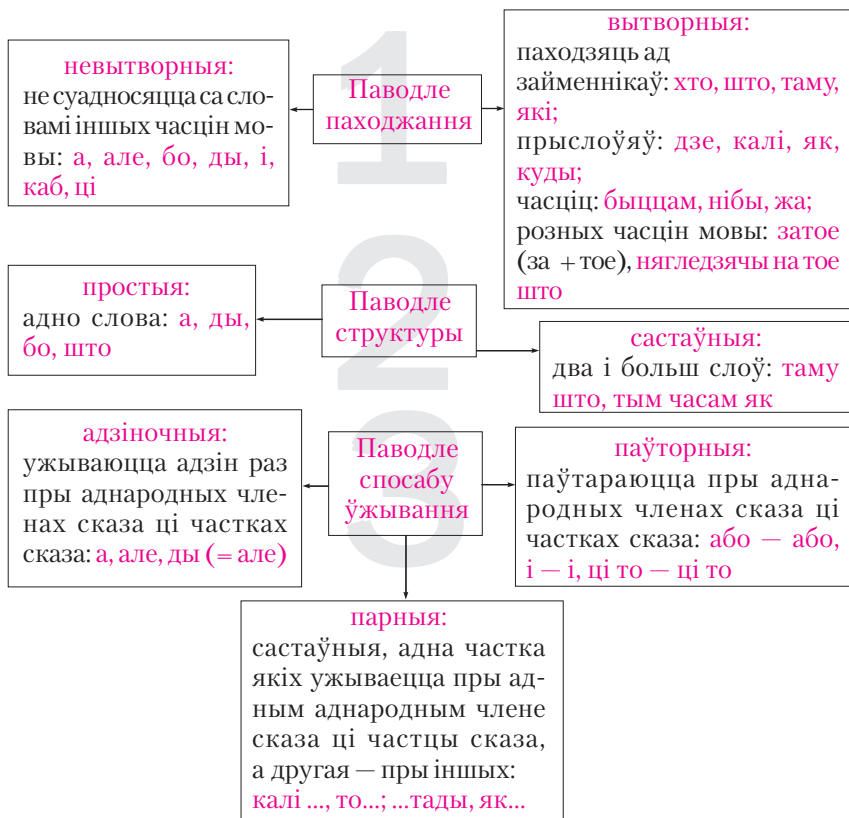 1
невытворныя:
не суадносяцца са сло-
вамі іншых часцін мо-
вы: а, але, бо, ды, і,
каб, ці
Паводле
паходжання
вытворныя:
паходзяць ад
займеннікаў: хто, што, таму,
які;
прыслоўяў: дзе, калі, як,
куды;
часціц: быццам, нібы, жа;
розных часцін мовы: затое
(за + тое), нягледзячы на тое
што
2
простыя:
адно слова: а, ды,
бо, што
Паводле
структуры
састаўныя:
два і больш слоў: таму
што, тым часам як
3
адзіночныя:
ужываюцца адзін раз
пры аднародных чле-
нах сказа ці частках
сказа: а, але, ды (= але)
Паводле
спосабу
ўжывання
паўторныя:
паўтараюцца пры адна-
родных членах сказа ці
частках сказа: або — або,
і — і, ці то — ці то
парныя:
састаўныя, адна частка
якіх ужываецца пры ад-
ным аднародным члене
сказа ці частцы сказа,
а другая — пры іншых:
калі ..., то...; ...тады, як...